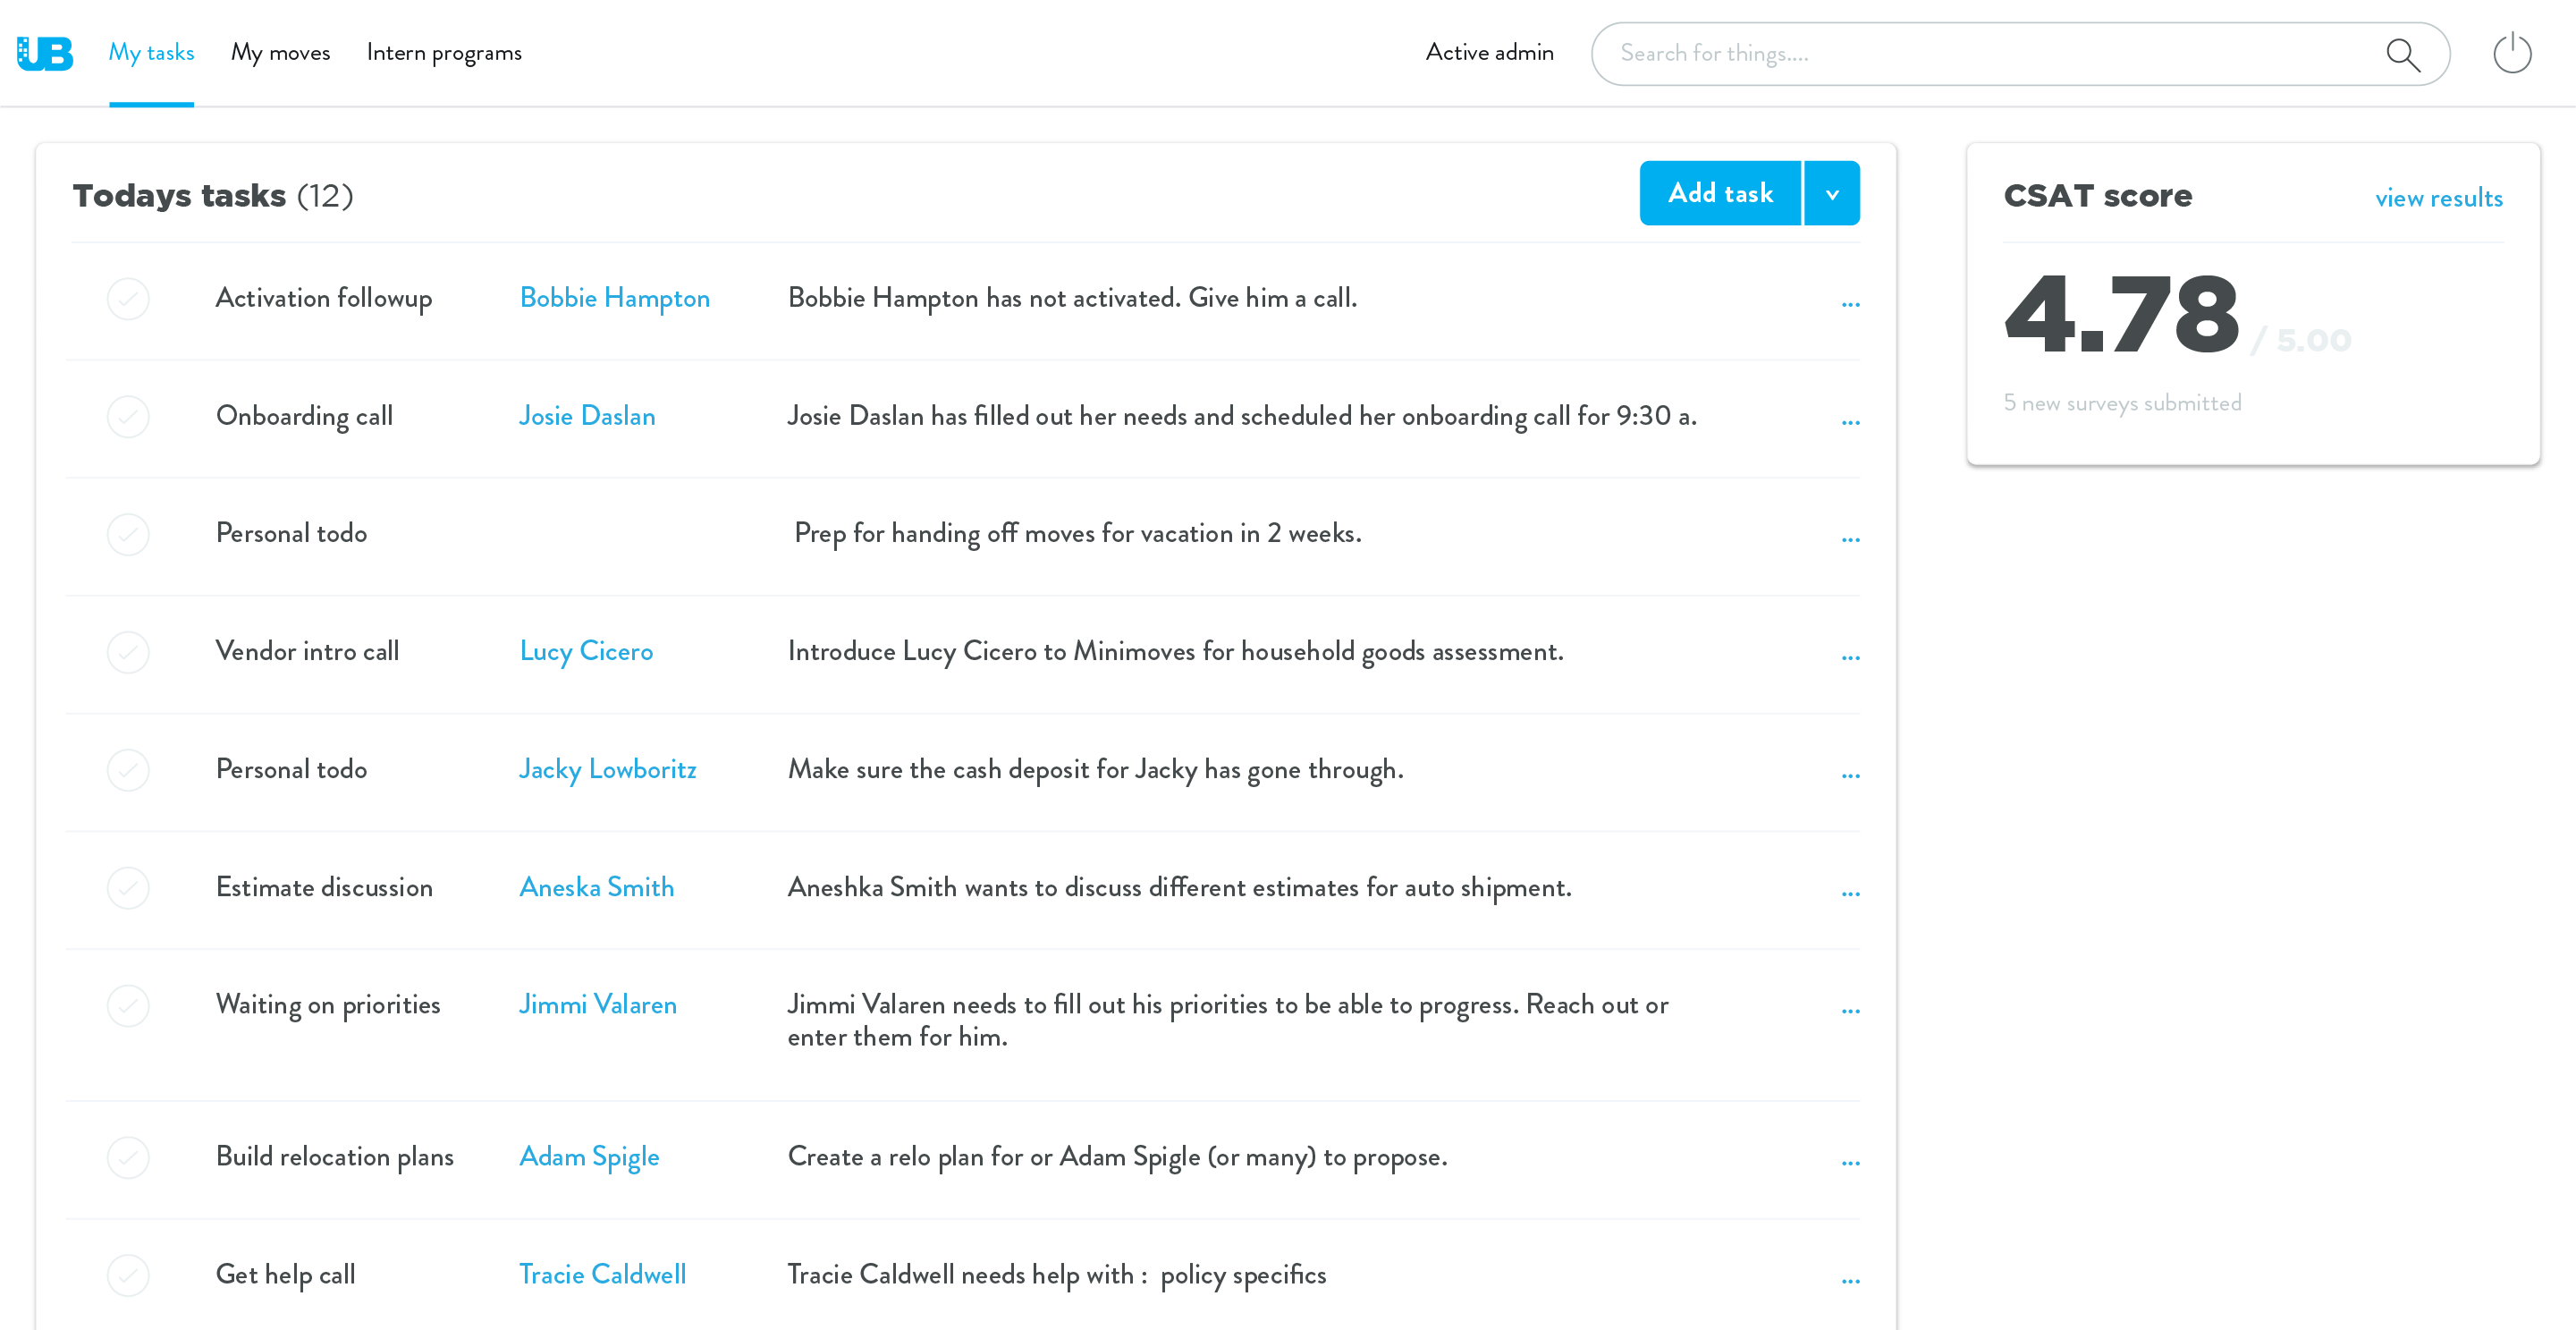 UB My tasks My moves Intern programs Active admin Search for things....
Todays tasks (12) Add task
CSAT score view results
4.78 / 5.00
5 new surveys submitted
Activation followup Bobbie Hampton Bobbie Hampton has not activated. Give him a call. ...
Onboarding call Josie Daslan Josie Daslan has filled out her needs and scheduled her onboarding call for 9:30 a. ...
Personal todo Prep for handing off moves for vacation in 2 weeks. ...
Vendor intro call Lucy Cicero Introduce Lucy Cicero to Minimoves for household goods assessment. ...
Personal todo Jacky Lowboritz Make sure the cash deposit for Jacky has gone through. ...
Estimate discussion Aneska Smith Aneshka Smith wants to discuss different estimates for auto shipment. ...
Waiting on priorities Jimmi Valaren Jimmi Valaren needs to fill out his priorities to be able to progress. Reach out or ...
enter them for him.
Build relocation plans Adam Spigle Create a relo plan for or Adam Spigle (or many) to propose. ...
Get help call Tracie Caldwell Tracie Caldwell needs help with :  policy specifics ...